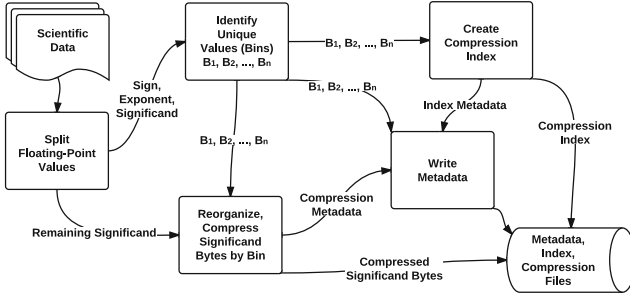 Scientific
Data
Identify
Unique
Values (Bins)
B1, B2, ..., Bn
B1, B2, ..., Bn
Create
Compression
Index
Sign,
Exponent,
Significand
B1, B2, ..., Bn
Index Metadata
Split
Floating-Point
Values
B1, B2, ..., Bn
Compression
Index
Write
Metadata
Remaining Significand
Reorganize,
Compress
Significand
Bytes by Bin
Compression
Metadata
Compressed
Significand Bytes
Metadata,
Index,
Compression
Files